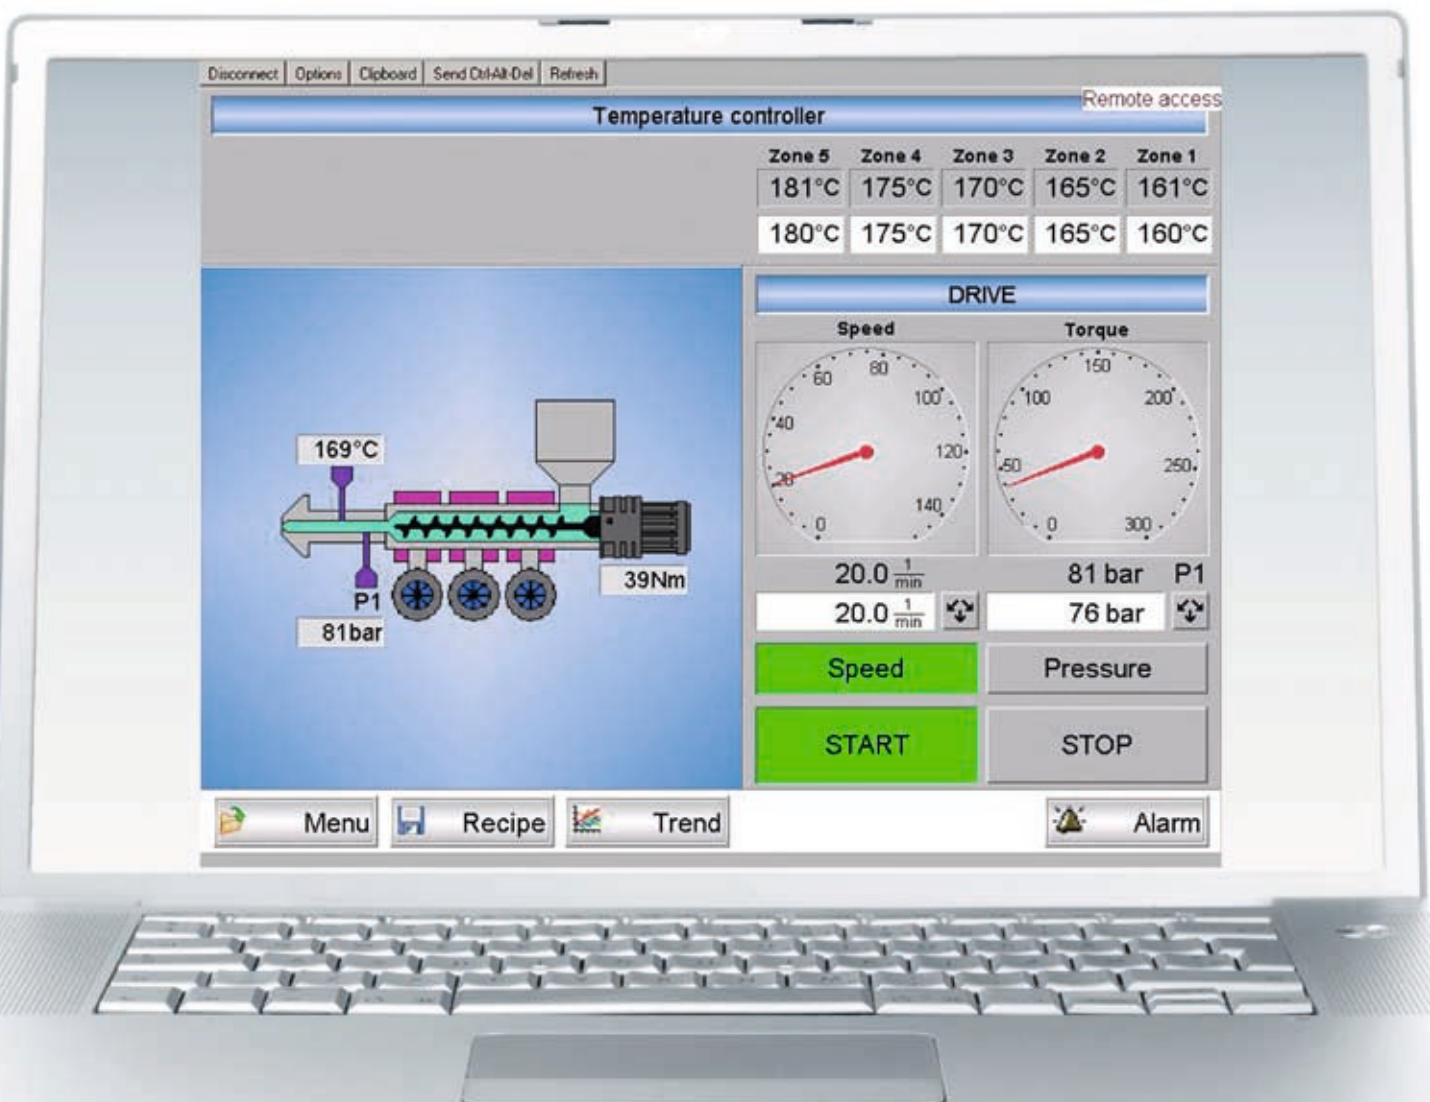 Disconnect Options Clipboard Send Ctrl-Alt-Del Refresh
Remote access
Temperature controller
Zone 5 Zone 4 Zone 3 Zone 2 Zone 1
181°C 175°C 170°C 165°C 161°C
180°C 175°C 170°C 165°C 160°C
DRIVE
Speed Torque
0 20 40 60 80 100 120 140
0 50 100 150 200 250 300
169°C
39Nm
P1
81bar
20.0 1/min 81 bar P1
20.0 1/min 76 bar
Speed Pressure
START STOP
Menu Recipe Trend Alarm